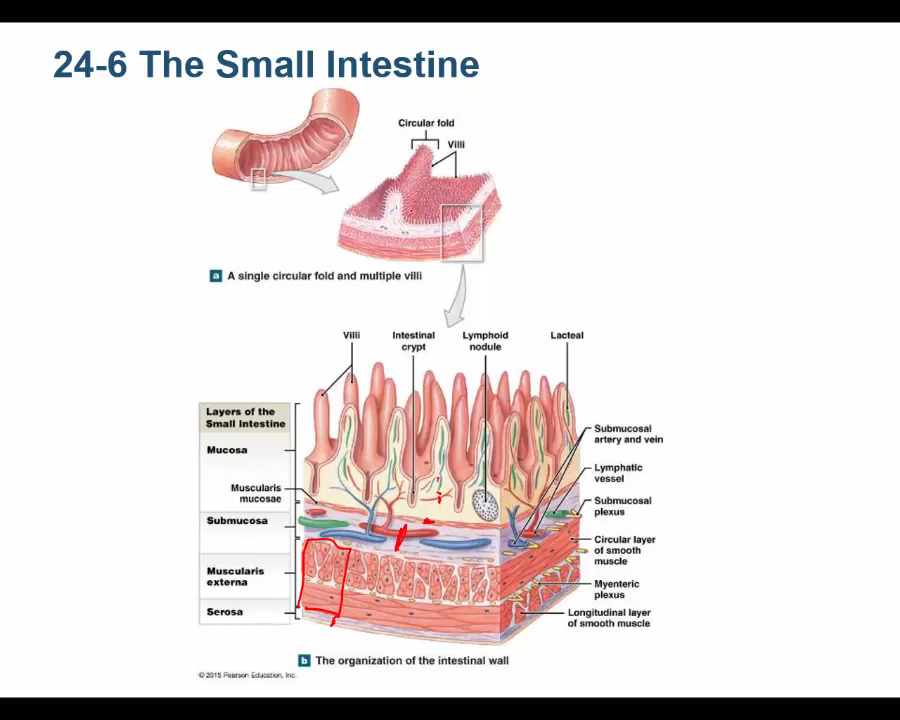 24-6 The Small Intestine
Circular fold
Villi
a A single circular fold and multiple villi
Villi
Intestinal
crypt
Lymphoid
nodule
Lacteal
Layers of the
Small Intestine
Mucosa
Muscularis
mucosae
Submucosa
Muscularis
externa
Serosa
Submucosal
artery and vein
Lymphatic
vessel
Submucosal
plexus
Circular layer
of smooth
muscle
Myenteric
plexus
Longitudinal layer
of smooth muscle
b The organization of the intestinal wall
© 2015 Pearson Education, Inc.